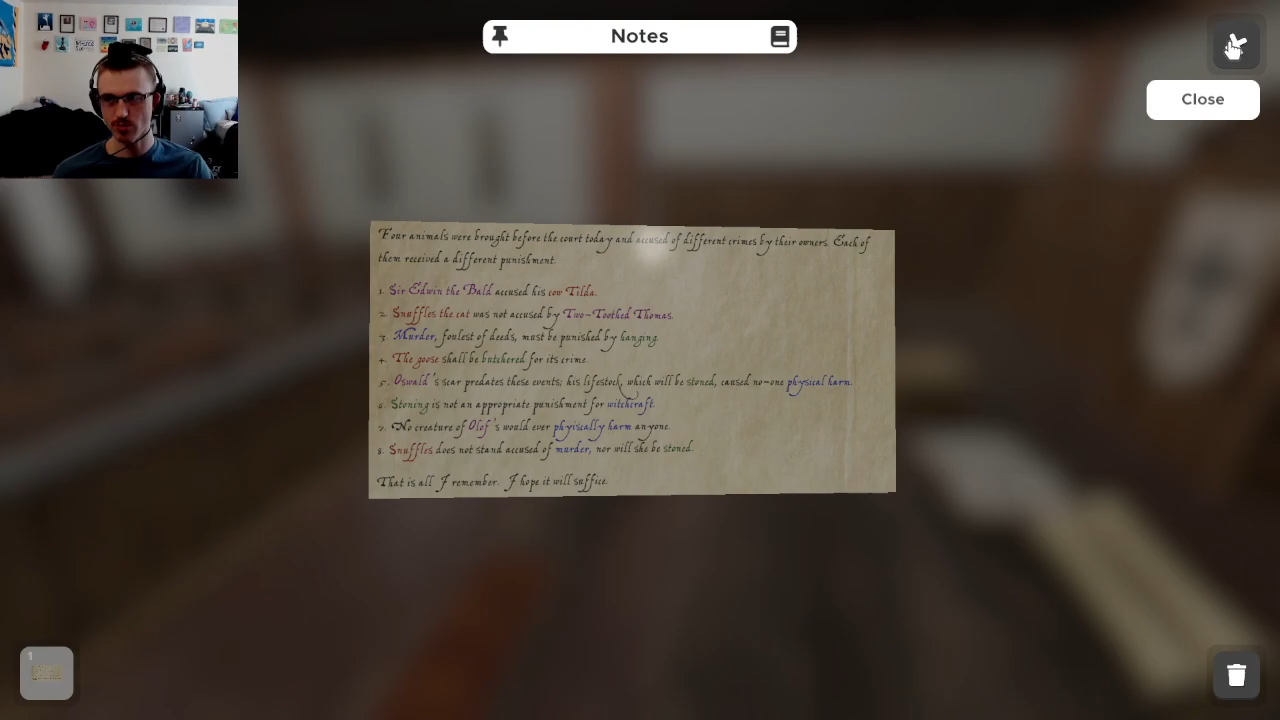 Notes
Close
Four animals were brought before the court today and accused of different crimes by their owners. Each of
them received a different punishment.
1. Sir Edwin the Bald accused his cow Tilda.
2. Snuffles the cat was not accused by Two-Toothed Thomas.
3. Murder, foulest of deeds, must be punished by hanging.
4. The goose shall be butchered for its crime.
5. Oswald's scar predates these events; his lifestock, which will be stoned, caused no-one physical harm.
6. Stoning is not an appropriate punishment for witchcraft.
7. No creature of Olof's would ever phyisically harm anyone.
8. Snuffles does not stand accused of murder, nor will she be stoned.
That is all I remember. I hope it will suffice.
1